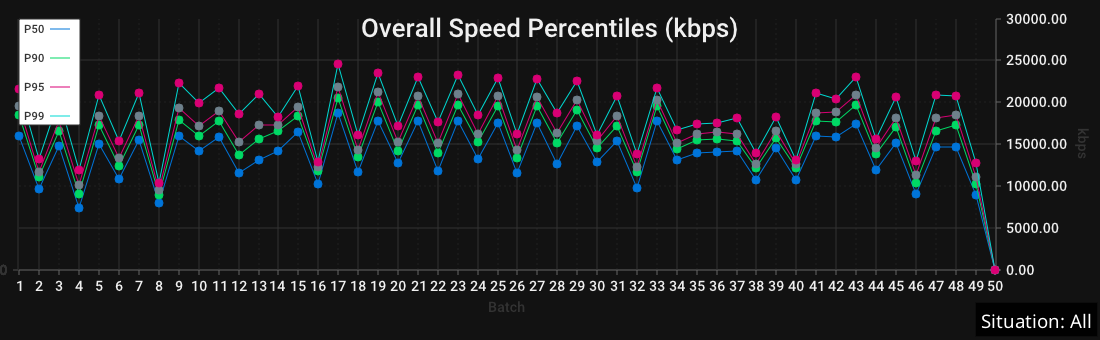 Overall Speed Percentiles (kbps)
P50
P90
P95
P99
30000.00
25000.00
20000.00
15000.00
10000.00
5000.00
0.00
kbps
0
1 2 3 4 5 6 7 8 9 10 11 12 13 14 15 16 17 18 19 20 21 22 23 24 25 26 27 28 29 30 31 32 33 34 35 36 37 38 39 40 41 42 43 44 45 46 47 48 49 50
Batch
Situation: All